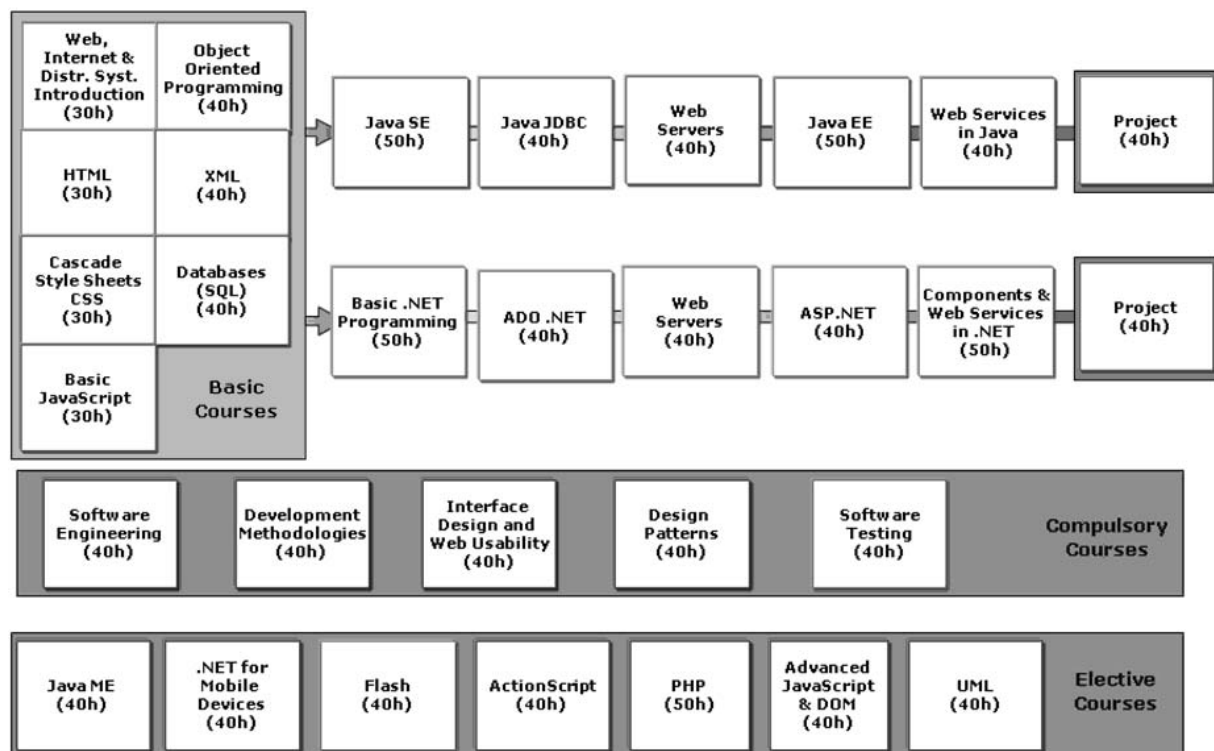 Web,
Internet &
Distr. Syst.
Introduction
(30h)
Object
Oriented
Programming
(40h)
HTML
(30h)
XML
(40h)
Cascade
Style Sheets
CSS
(30h)
Databases
(SQL)
(40h)
Basic
JavaScript
(30h)
Basic
Courses
Java SE
(50h)
Java JDBC
(40h)
Web
Servers
(40h)
Java EE
(50h)
Web Services
in Java
(40h)
Project
(40h)
Basic .NET
Programming
(50h)
ADO .NET
(40h)
Web
Servers
(40h)
ASP.NET
(40h)
Components &
Web Services
in .NET
(50h)
Project
(40h)
Software
Engineering
(40h)
Development
Methodologies
(40h)
Interface
Design and
Web Usability
(40h)
Design
Patterns
(40h)
Software
Testing
(40h)
Compulsory
Courses
Java ME
(40h)
.NET for
Mobile
Devices
(40h)
Flash
(40h)
ActionScript
(40h)
PHP
(50h)
Advanced
JavaScript
& DOM
(40h)
UML
(40h)
Elective
Courses